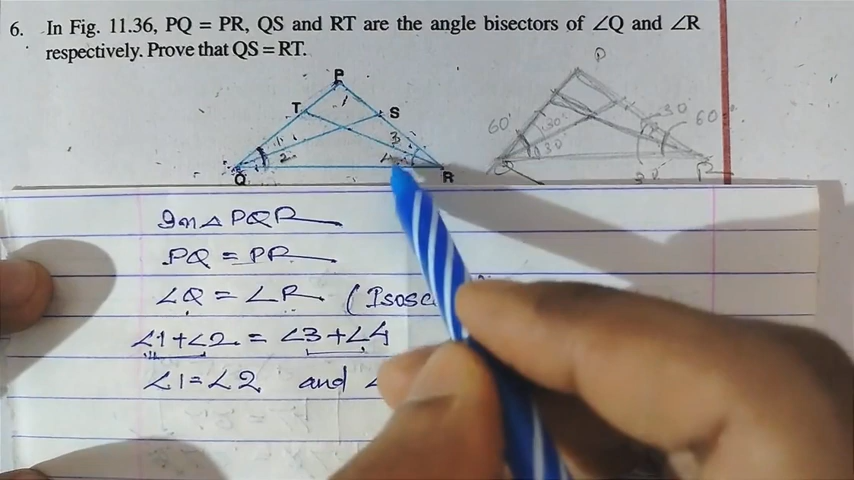 6. In Fig. 11.36, PQ = PR, QS and RT are the angle bisectors of ∠Q and ∠R
respectively. Prove that QS = RT.
P
T
S
1
1
2
3
4
Q
R
P
60°
30°
30°
30
60°
30
Q
R
In △ PQR
PQ = PR
∠Q = ∠R (Isosc
∠1+∠2 = ∠3+∠4
∠1 = ∠2 and ∠